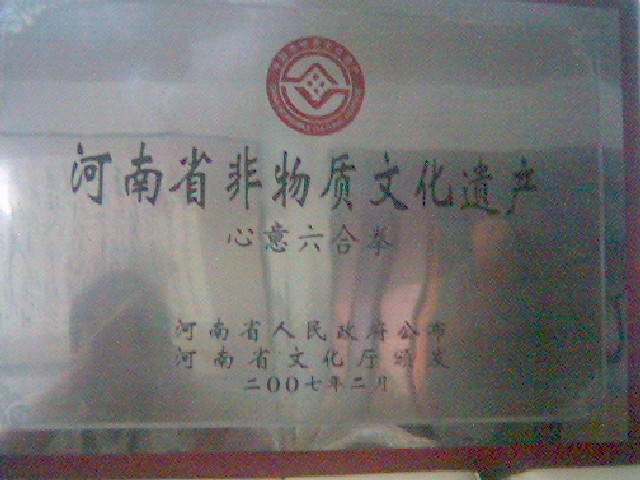 河南省非物质文化遗产
心意六合拳
河南省人民政府公布
河南省文化厅颁发
二00七年二月